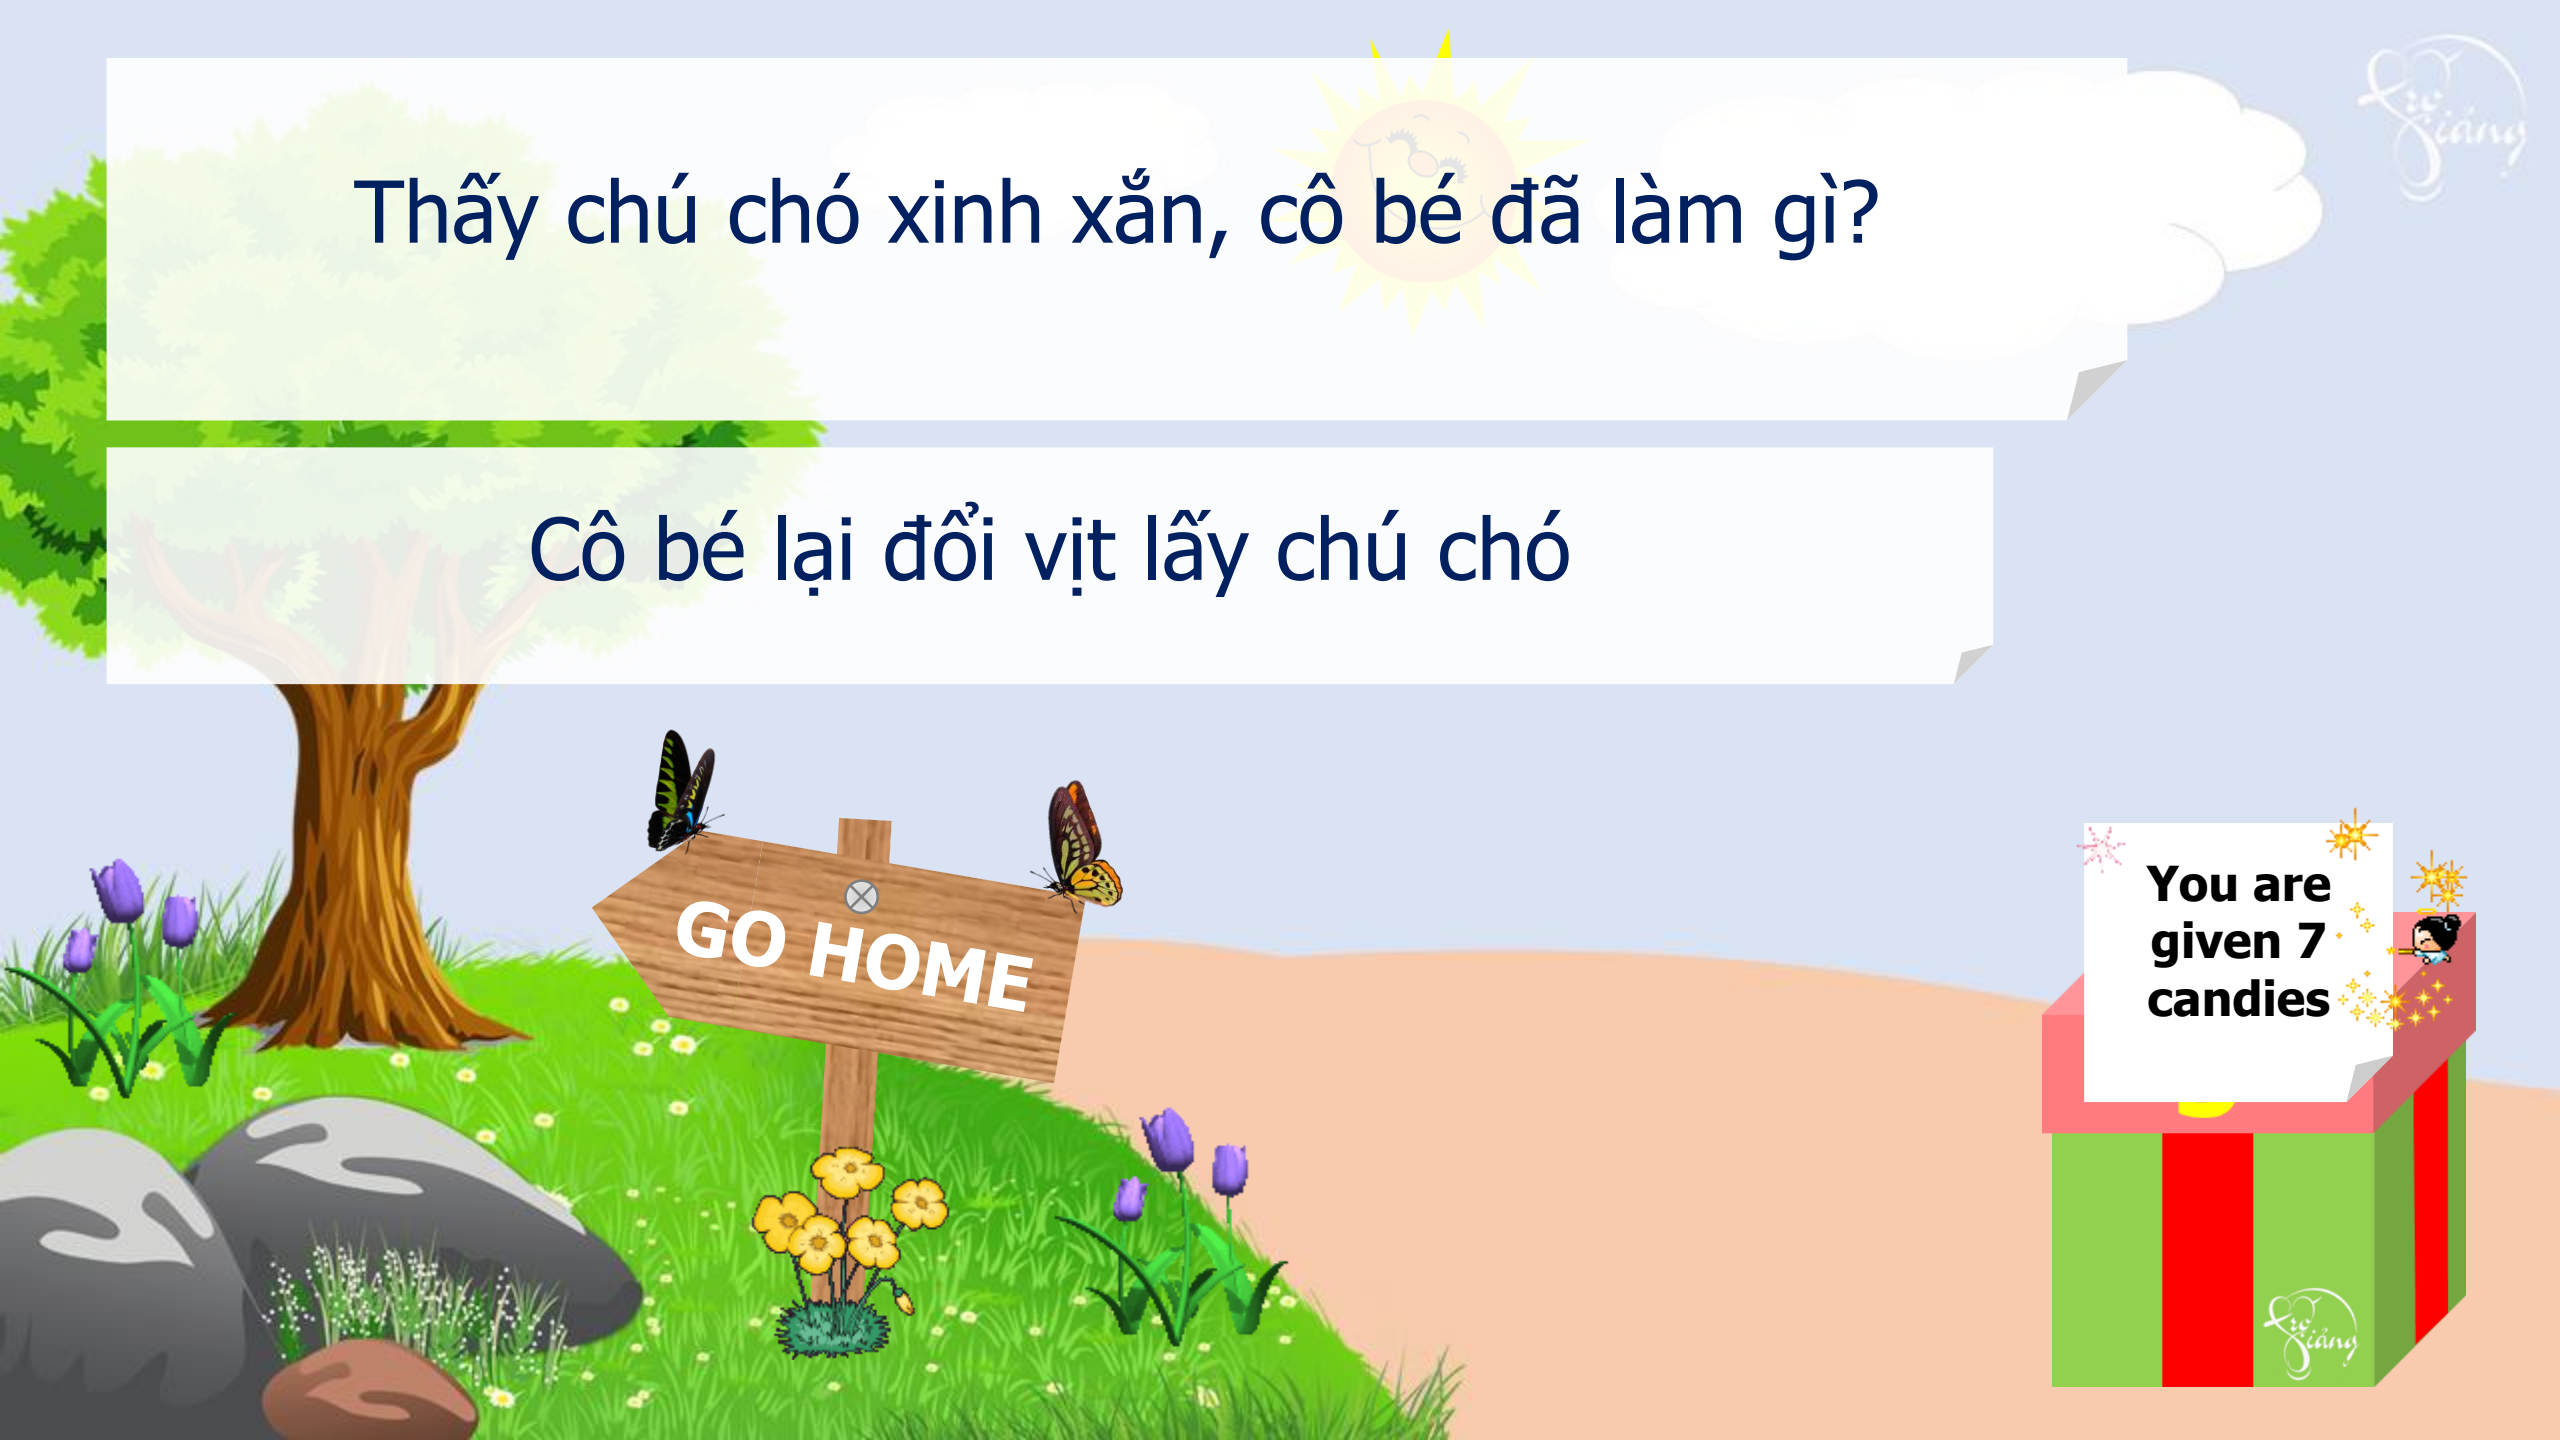 Thấy chú chó xinh xắn, cô bé đã làm gì?
Cô bé lại đổi vịt lấy chú chó
GO HOME
You are
given 7
candies